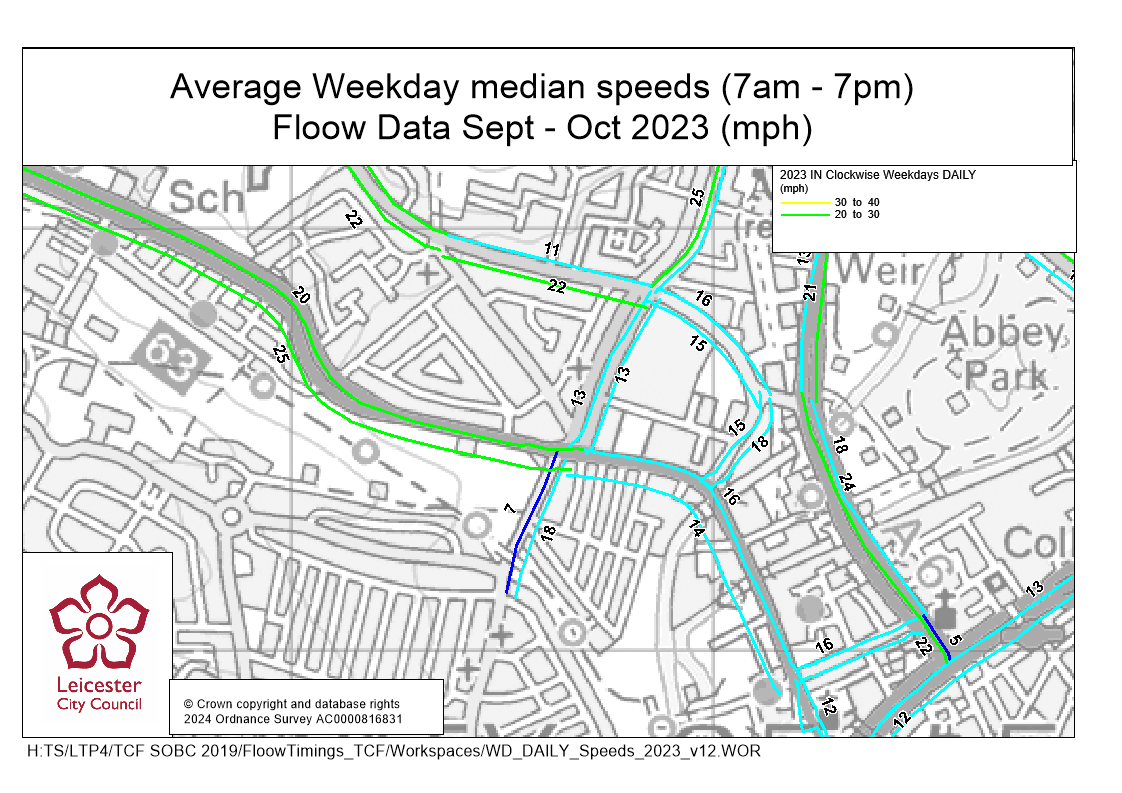 Average Weekday median speeds (7am - 7pm)
Floow Data Sept - Oct 2023 (mph)
2023 IN Clockwise Weekdays DAILY
(mph)
30 to 40
20 to 30
Sch
22
25
11
22
16
15
20
25
63
13
13
15
18
16
14
7
18
21
Weir
Abbey
Park
18
24
A6
Coll
16
22
5
13
12
12
Leicester
City Council
© Crown copyright and database rights
2024 Ordnance Survey AC0000816831
H:TS/LTP4/TCF SOBC 2019/FloowTimings_TCF/Workspaces/WD_DAILY_Speeds_2023_v12.WOR